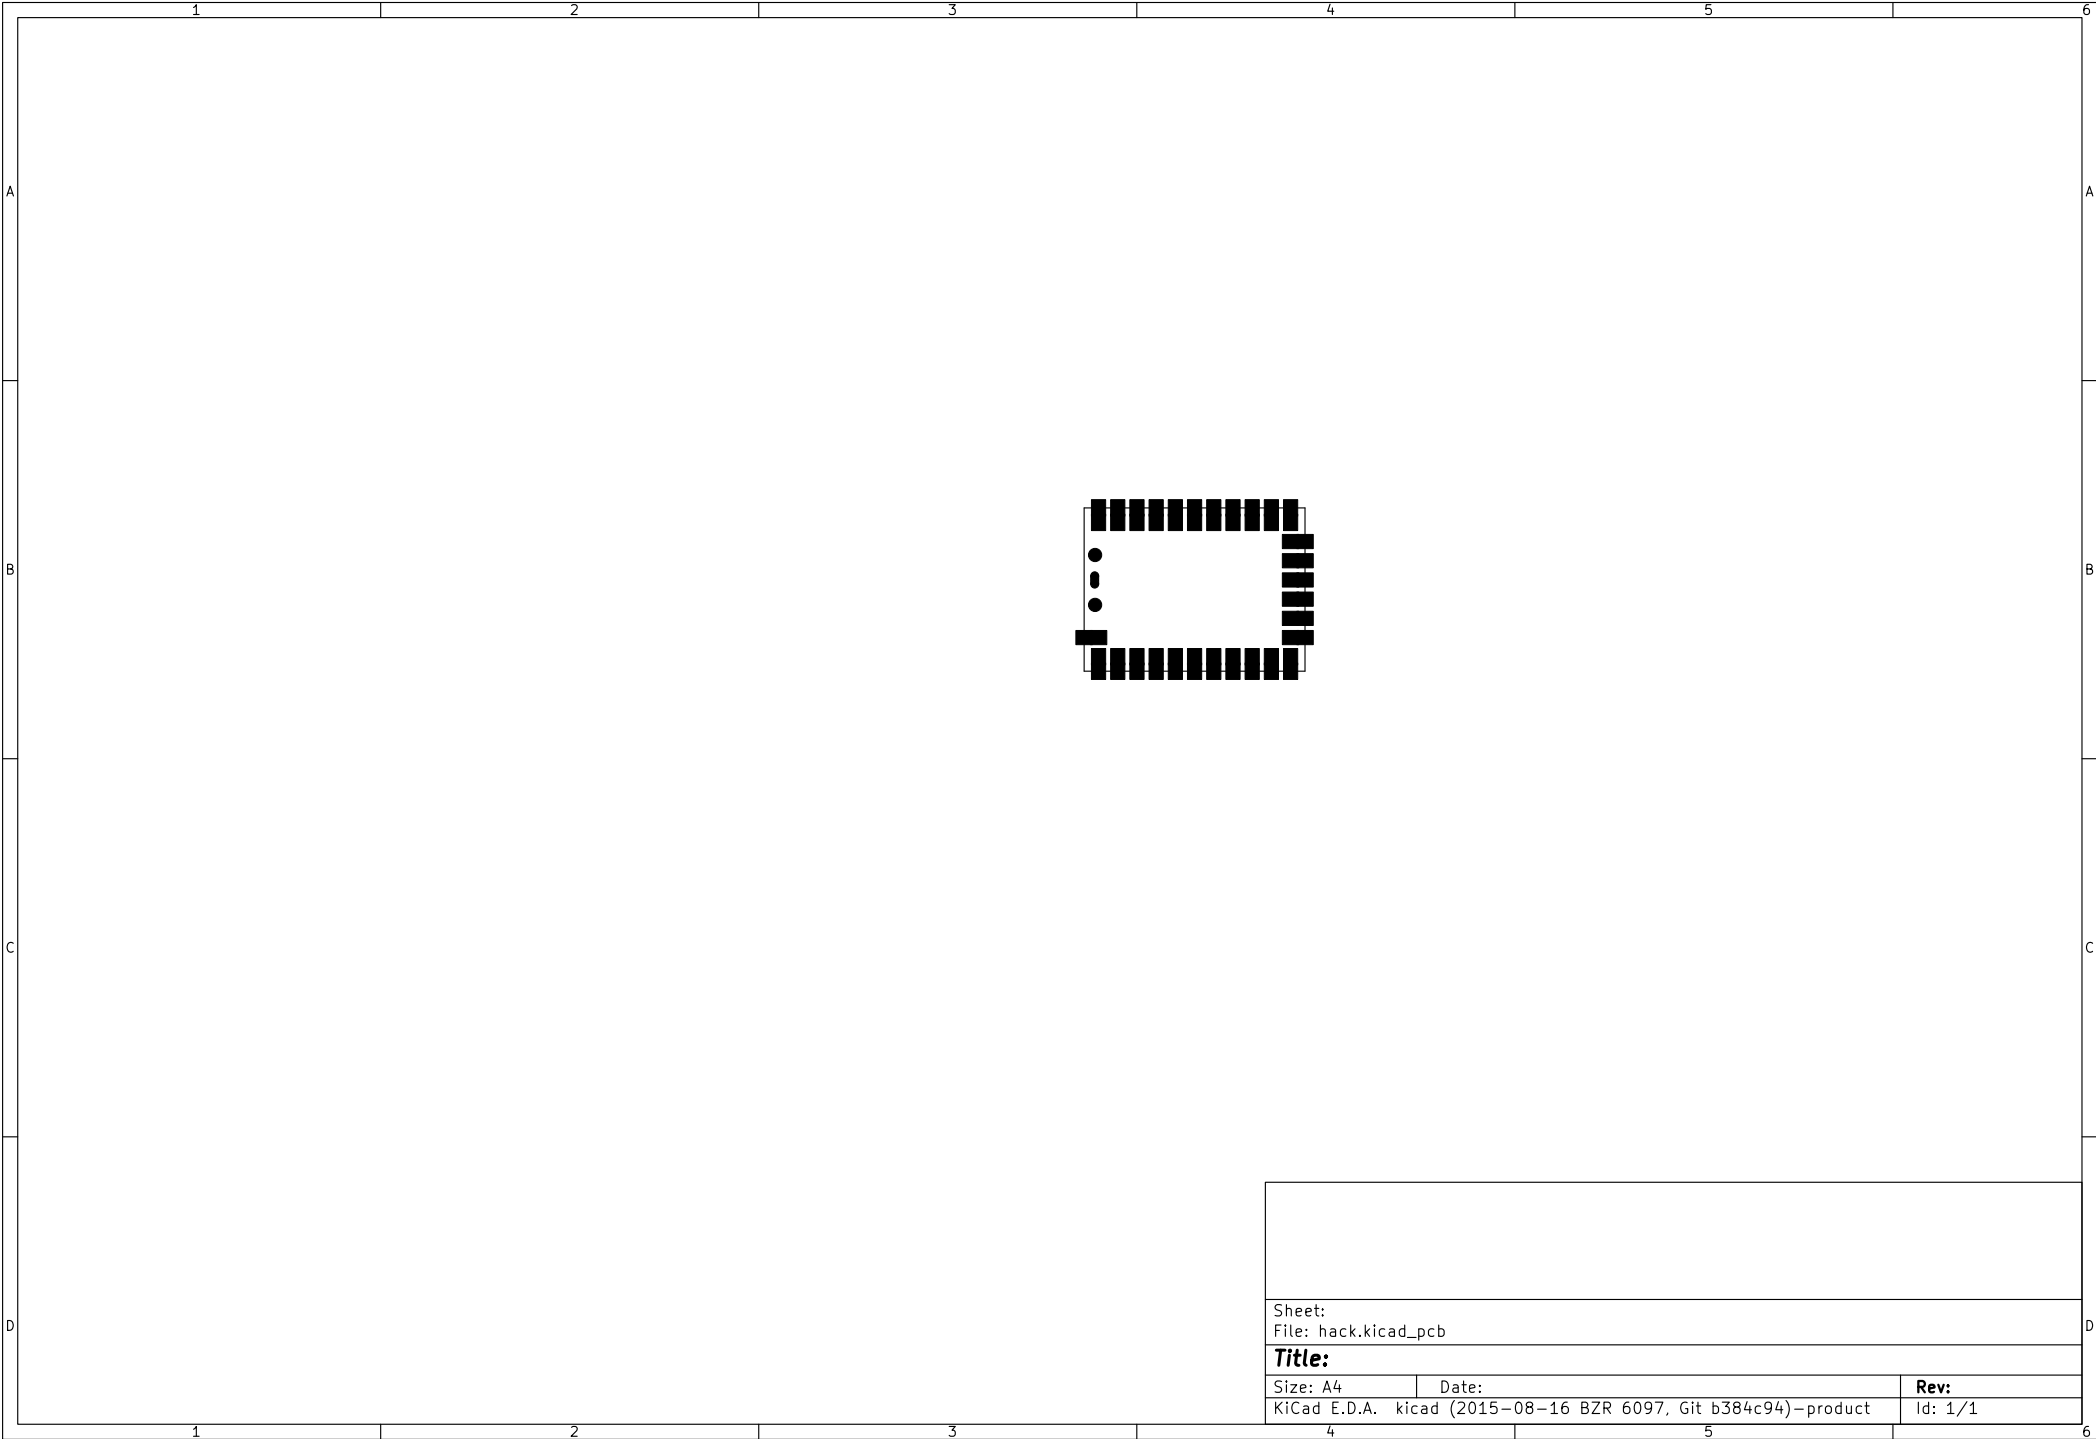 1 2 3 4 5 6
A A
B B
C C
Sheet:
File: hack.kicad_pcb
D D
Title:
Size: A4 Date: Rev:
KiCad E.D.A. kicad (2015-08-16 BZR 6097, Git b384c94)-product Id: 1/1
1 2 3 4 5 6